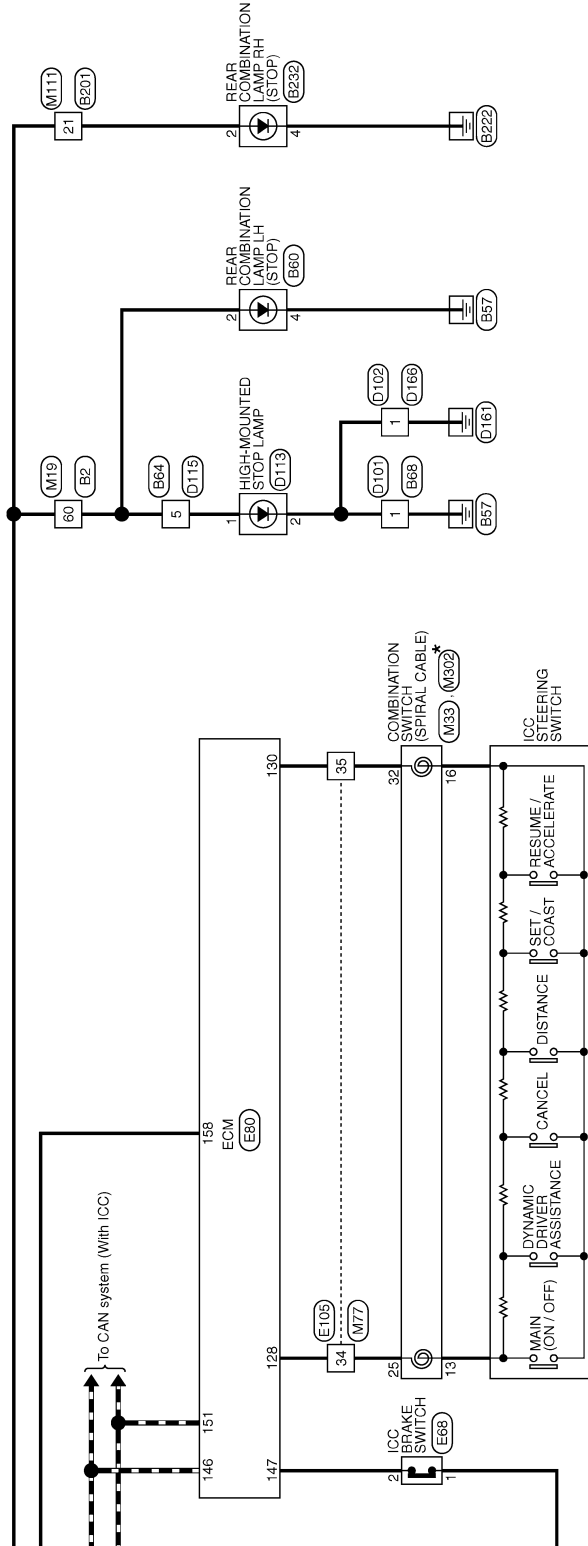 To CAN system (With ICC)
146
151
158
ECM
E80
147
128
130
2
ICC
BRAKE
SWITCH
E68
1
E105
34
M77
35
25
32
COMBINATION
SWITCH
(SPIRAL CABLE)
M33 , M302 *
13
16
ICC
STEERING
SWITCH
MAIN
(ON / OFF)
DYNAMIC
DRIVER
ASSISTANCE
CANCEL
DISTANCE
SET /
COAST
RESUME /
ACCELERATE
M19
60
B2
B64
5
D115
1
HIGH-MOUNTED
STOP LAMP
D113
2
D101
1
B68
B57
D102
1
D166
D161
2
REAR
COMBINATION
LAMP LH
(STOP)
B60
4
B57
M111
21
B201
2
REAR
COMBINATION
LAMP RH
(STOP)
B232
4
B222